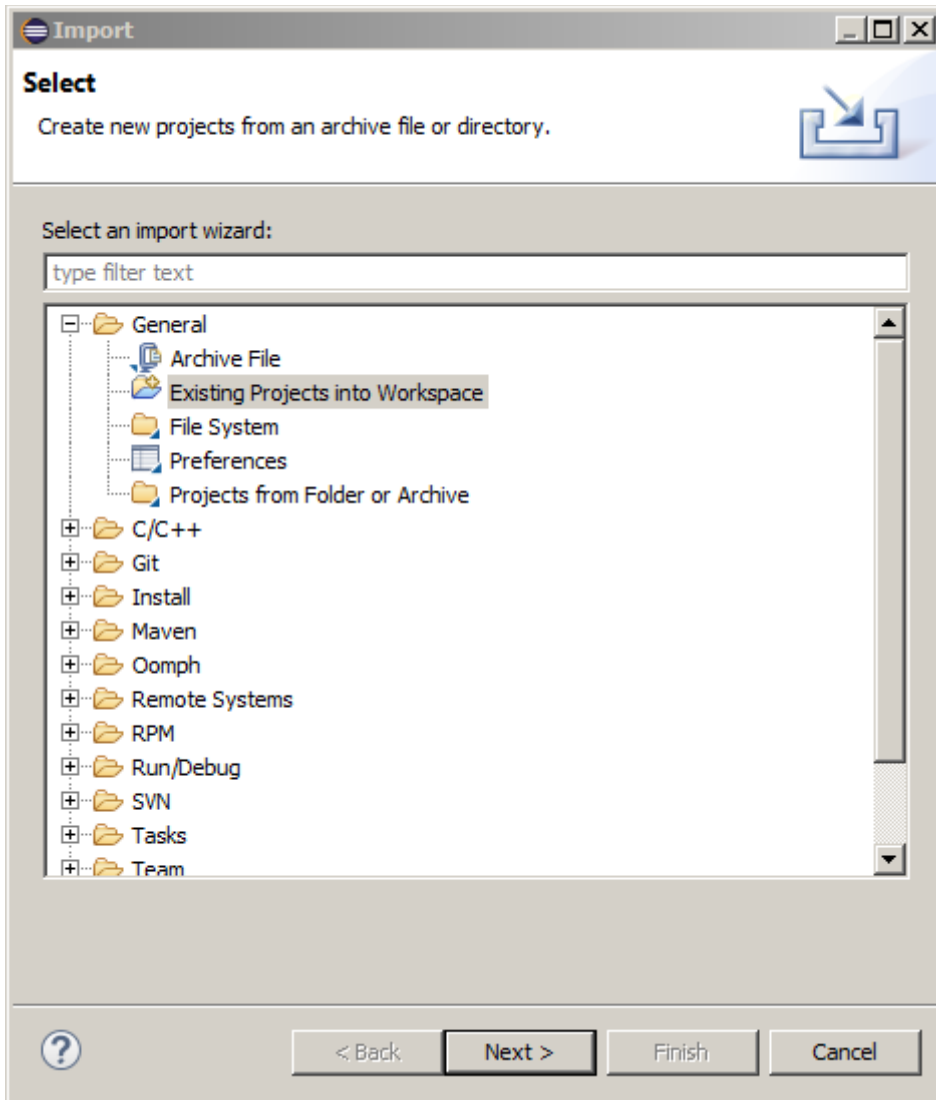 Import
Select
Create new projects from an archive file or directory.
Select an import wizard:
type filter text
General
Archive File
Existing Projects into Workspace
File System
Preferences
Projects from Folder or Archive
C/C++
Git
Install
Maven
Oomph
Remote Systems
RPM
Run/Debug
SVN
Tasks
Team
? < Back Next > Finish Cancel